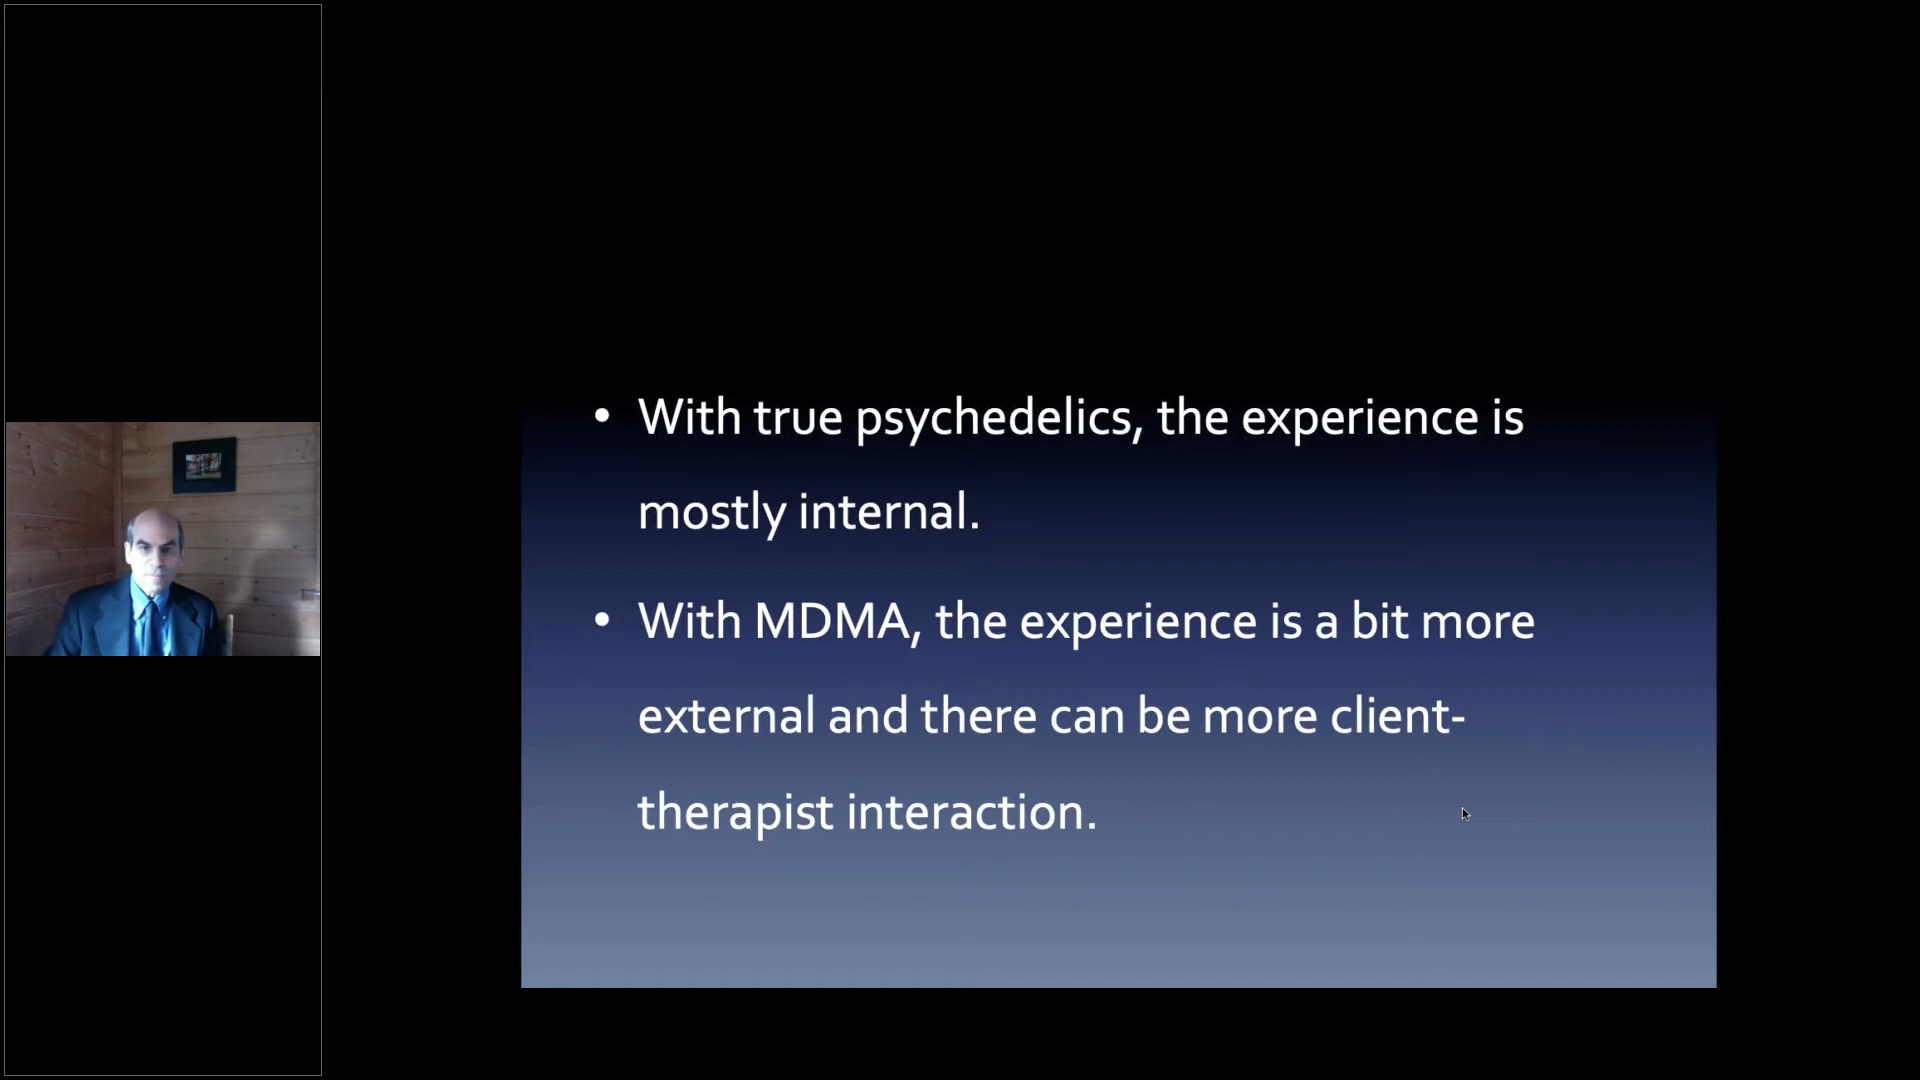 • With true psychedelics, the experience is
mostly internal.
• With MDMA, the experience is a bit more
external and there can be more client-
therapist interaction.